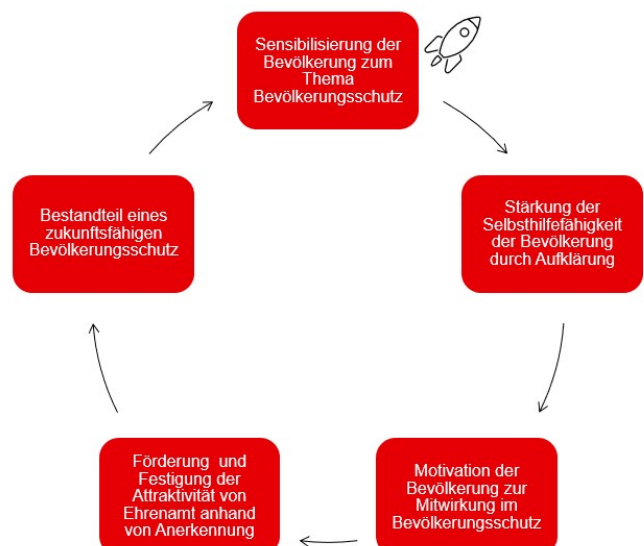 Sensibilisierung der
Bevölkerung zum
Thema
Bevölkerungsschutz
Stärkung der
Selbsthilfefähigkeit
der Bevölkerung
durch Aufklärung
Motivation der
Bevölkerung zur
Mitwirkung im
Bevölkerungsschutz
Förderung und
Festigung der
Attraktivität von
Ehrenamt anhand
von Anerkennung
Bestandteil eines
zukunftsfähigen
Bevölkerungsschutz